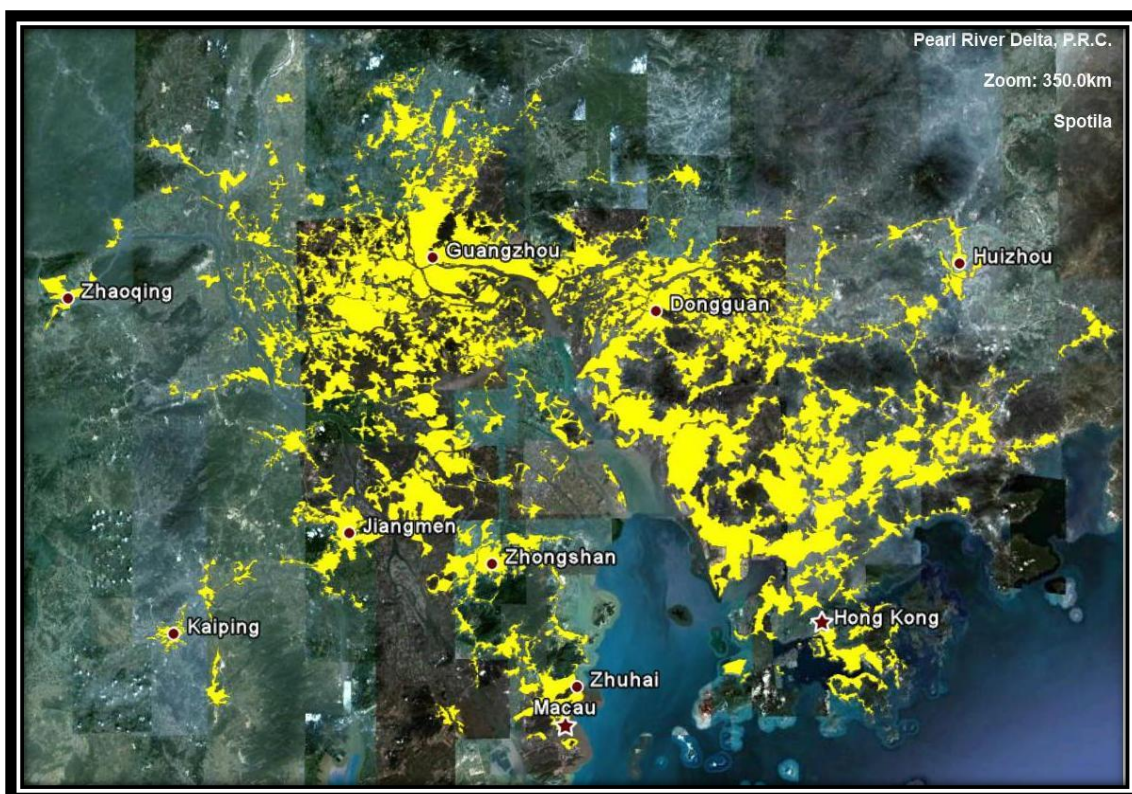 Pearl River Delta, P.R.C.
Zoom: 350.0km
Spotila
Guangzhou
Huizhou
Zhaoqing
Dongguan
Jiangmen
Zhongshan
Hong Kong
Kaiping
Zhuhai
Macau